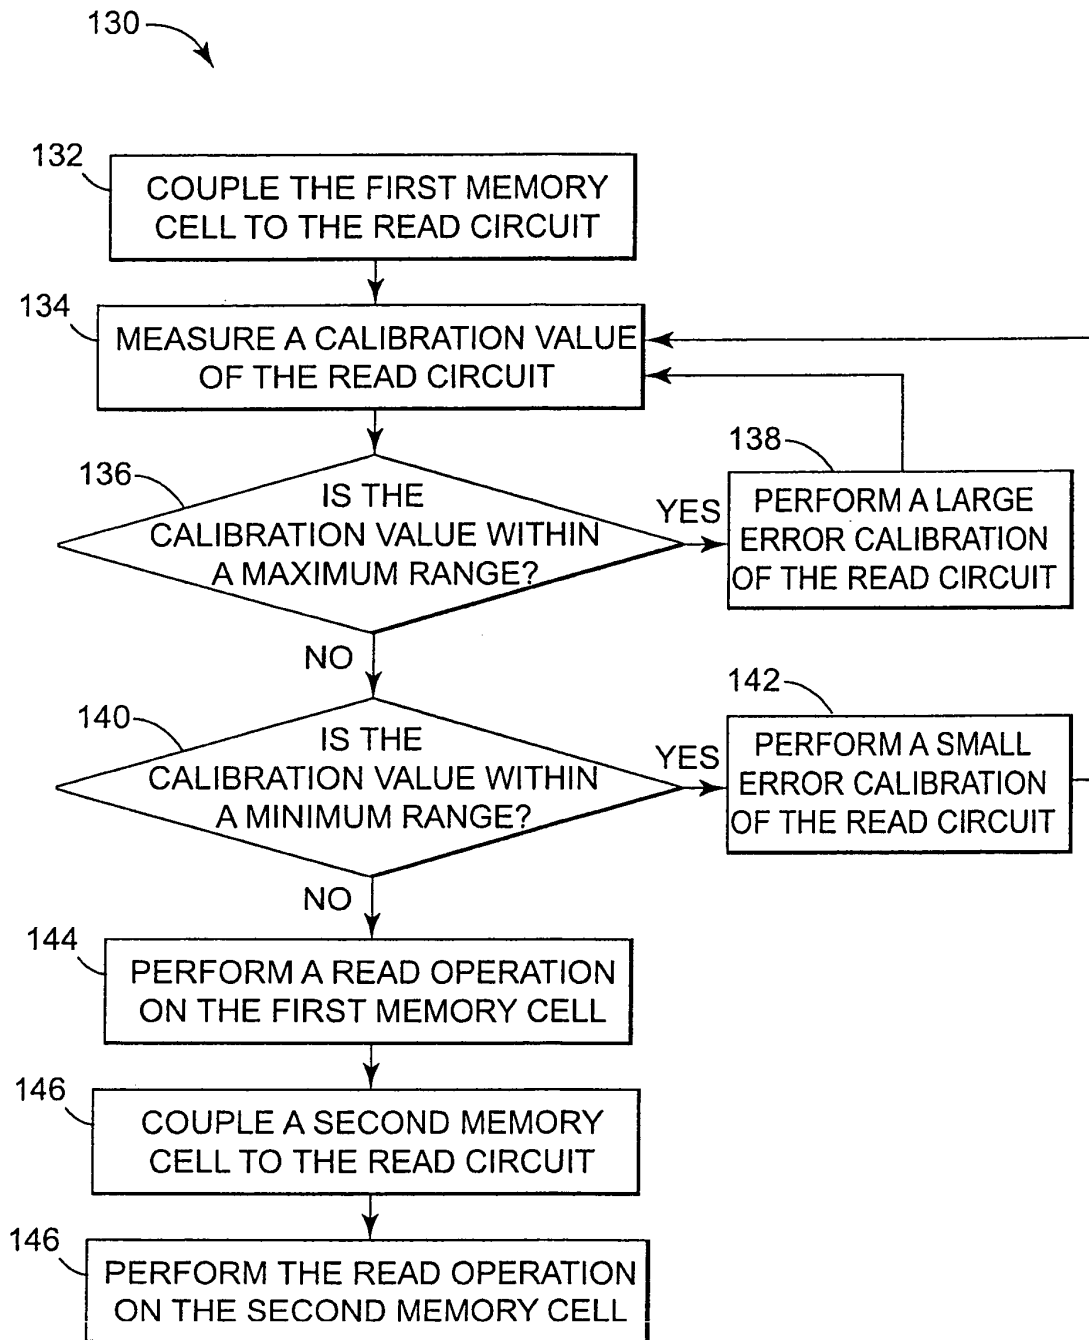 130
132
COUPLE THE FIRST MEMORY
CELL TO THE READ CIRCUIT
134
MEASURE A CALIBRATION VALUE
OF THE READ CIRCUIT
136
IS THE
CALIBRATION VALUE WITHIN
A MAXIMUM RANGE?
YES
138
PERFORM A LARGE
ERROR CALIBRATION
OF THE READ CIRCUIT
NO
140
IS THE
CALIBRATION VALUE WITHIN
A MINIMUM RANGE?
YES
142
PERFORM A SMALL
ERROR CALIBRATION
OF THE READ CIRCUIT
NO
144
PERFORM A READ OPERATION
ON THE FIRST MEMORY CELL
146
COUPLE A SECOND MEMORY
CELL TO THE READ CIRCUIT
146
PERFORM THE READ OPERATION
ON THE SECOND MEMORY CELL